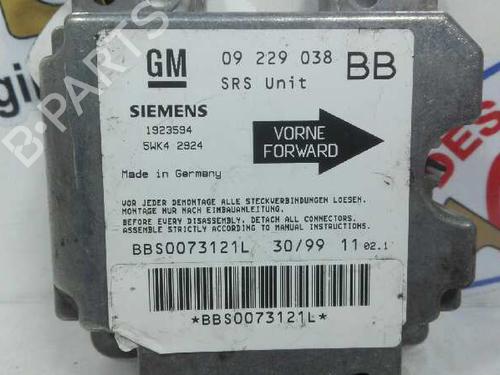 GM 09 229 038 BB
SRS Unit
SIEMENS
1923594
5WK4 2924
VORNE
FORWARD
Made in Germany
VOR JEDER DEMONTAGE ALLE STECKVERBINDUNGEN LOESEN.
MONTAGE NUR NACH EINBAUANLEITUNG.
BEFORE EVERY DISASSEMBLY, DETACH ALL CONNECTORS.
ASSEMBLE STRICTLY ACCORDING TO MANUAL INSTRUCTIONS.
BBS0073121L 30/99 11 02.1
*BBS0073121L*
B-PARTS